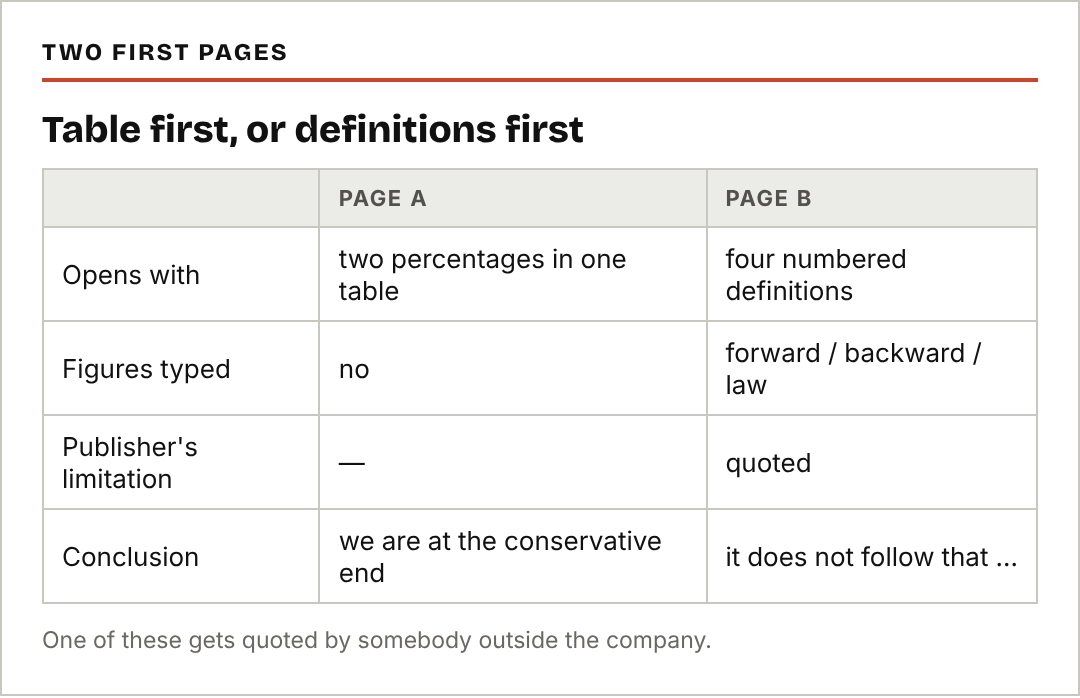 TWO FIRST PAGES
Table first, or definitions first
PAGE A
PAGE B
Opens with
two percentages in one
table
four numbered
definitions
Figures typed
no
forward / backward /
law
Publisher's
limitation
—
quoted
Conclusion
we are at the conservative
end
it does not follow that ...
One of these gets quoted by somebody outside the company.